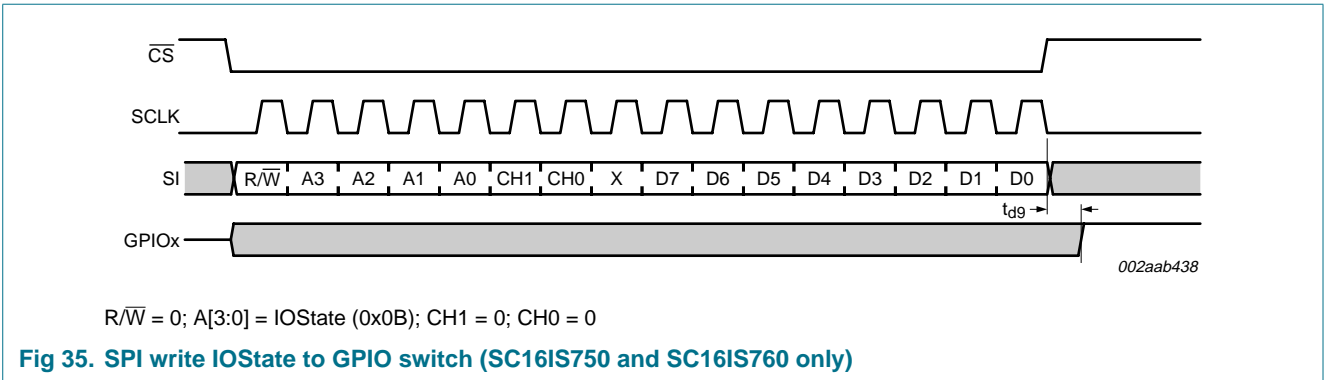 CS
SCLK
SI R/W A3 A2 A1 A0 CH1 CH0 X D7 D6 D5 D4 D3 D2 D1 D0
td9
GPIOx
002aab438
R/W = 0; A[3:0] = IOState (0x0B); CH1 = 0; CH0 = 0
Fig 35. SPI write IOState to GPIO switch (SC16IS750 and SC16IS760 only)